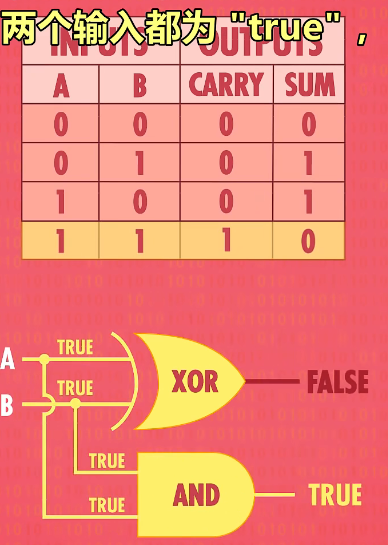 两个输入都为 "true"，
INPUTS OUTPUTS
A B CARRY SUM
0 0 0 0
0 1 0 1
1 0 0 1
1 1 1 0
A TRUE
XOR FALSE
B TRUE
TRUE
AND TRUE
TRUE